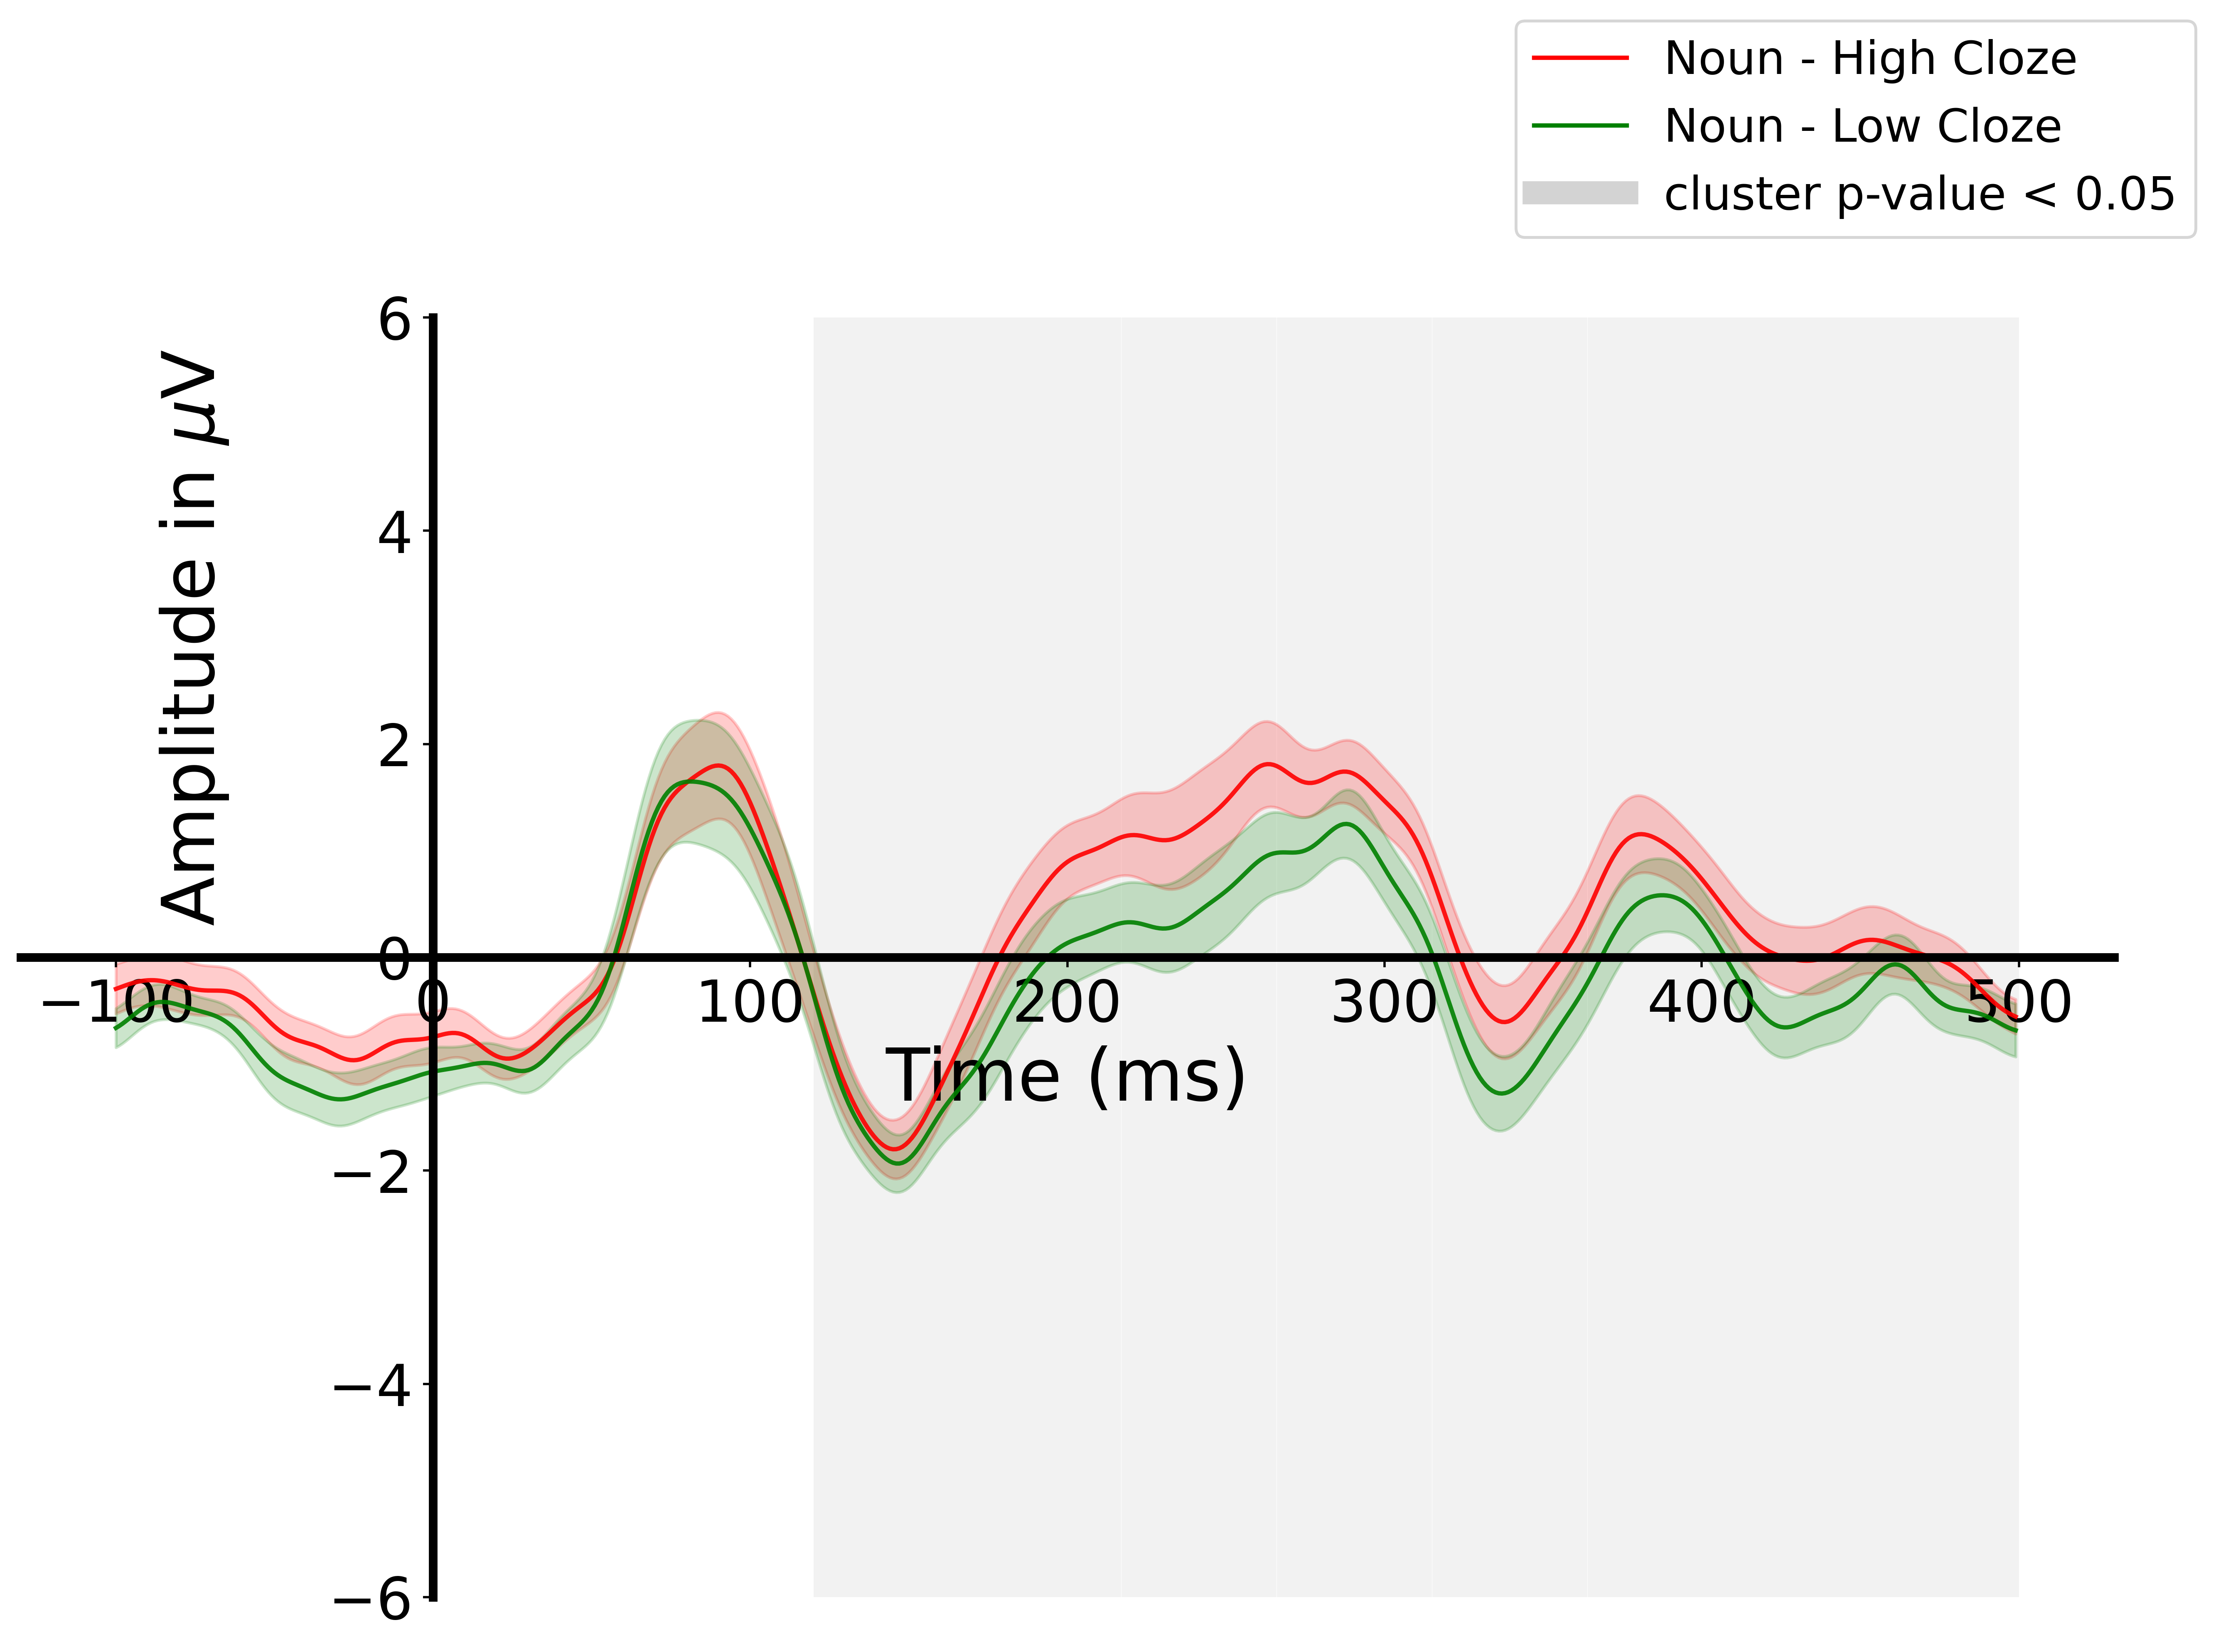 Noun - High Cloze
Noun - Low Cloze
cluster p-value < 0.05
Amplitude in μV
6
4
2
0
−2
−4
−6
−100 0 100 200 300 400 500
Time (ms)